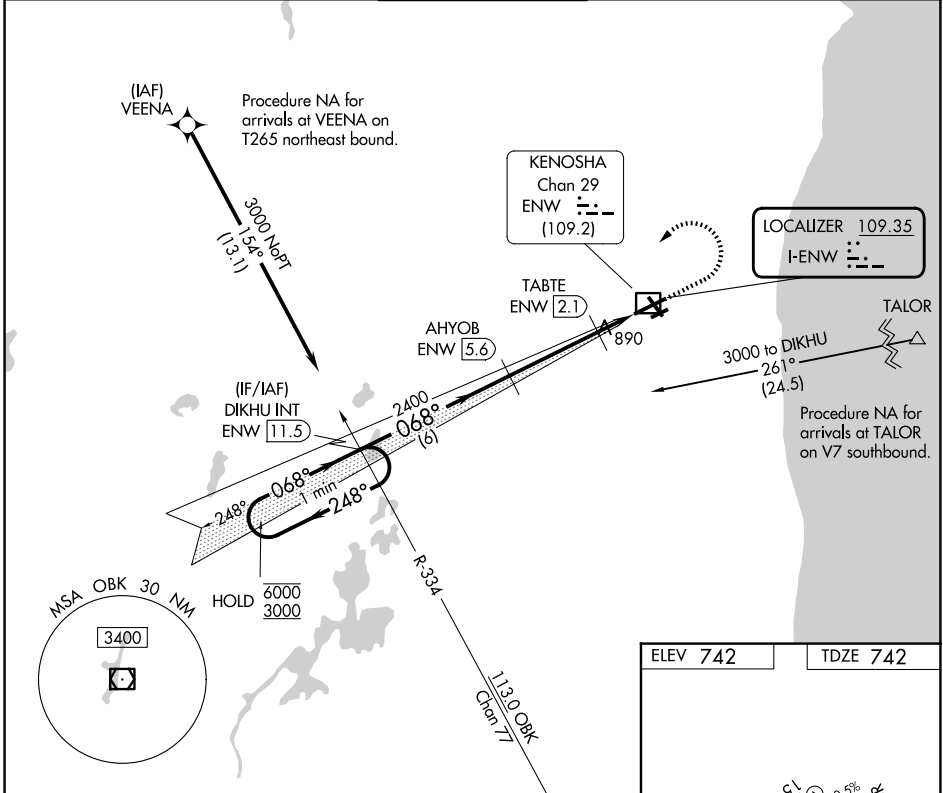 (IAF)
VEENA
Procedure NA for
arrivals at VEENA on
T265 northeast bound.
3000 NoPT
154°
(13.1)
KENOSHA
Chan 29
ENW
(109.2)
LOCALIZER 109.35
I-ENW
TABTE
ENW 2.1
AHYOB
ENW 5.6
890
TALOR
3000 to DIKHU
261°
(24.5)
Procedure NA for
arrivals at TALOR
on V7 southbound.
(IF/IAF)
DIKHU INT
ENW 11.5
2400
068°
(6)
248°
068°
1 min
248°
HOLD 6000
3000
R-334
113.0 OBK
Chan 77
MSA OBK 30 NM
3400
ELEV 742
TDZE 742